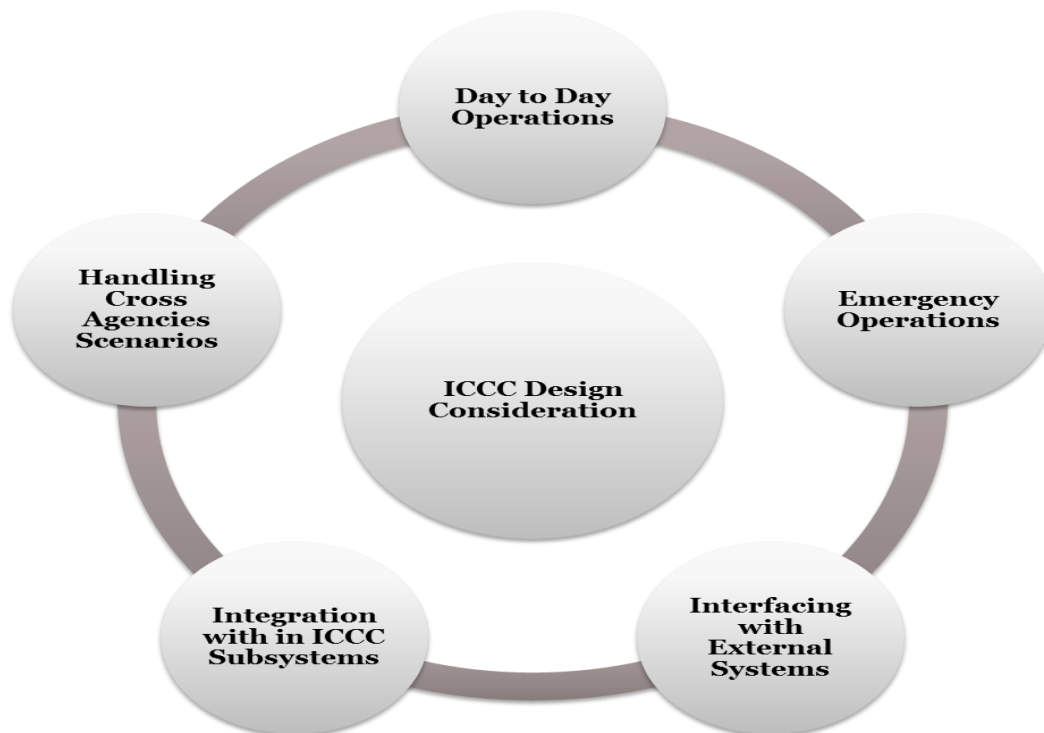 Day to Day
Operations
Emergency
Operations
Interfacing
with
External
Systems
Integration
with in ICCC
Subsystems
Handling
Cross
Agencies
Scenarios
ICCC Design
Consideration